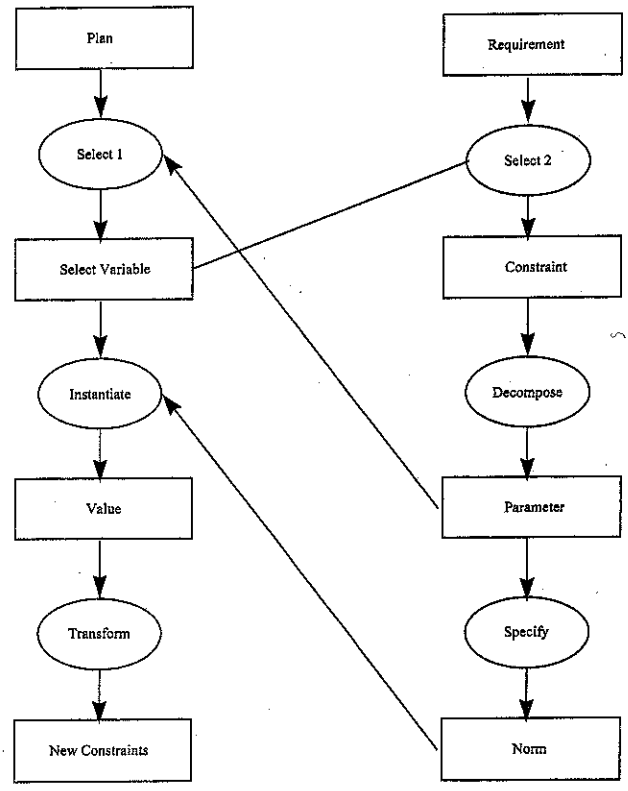 Plan
Requirement
Select 1
Select 2
Select Variable
Constraint
Instantiate
Decompose
Value
Parameter
Transform
Specify
New Constraints
Norm